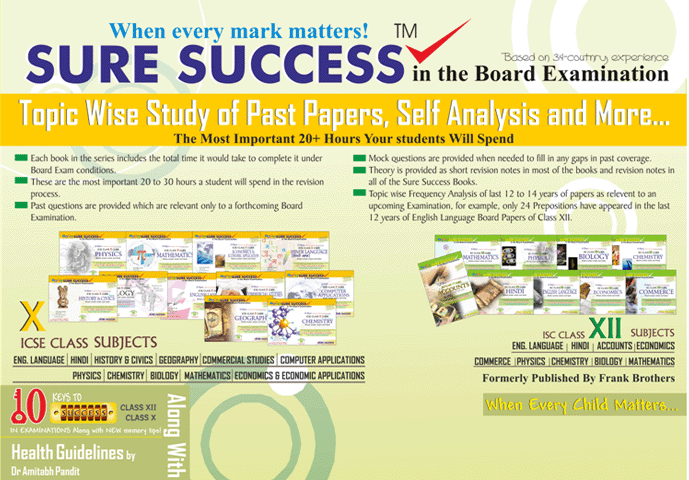 When every mark matters!
SURE SUCCESS TM
"Based on 34-coutnry, experience
in the Board Examination
Topic Wise Study of Past Papers, Self Analysis and More...
The Most Important 20+ Hours Your students Will Spend
Each book in the series includes the total time it would take to complete it under
Board Exam conditions.
These are the most important 20 to 30 hours a student will spend in the revision
process.
Past questions are provided which are relevant only to a forthcoming Board
Examination.
Mock questions are provided when needed to fill in any gaps in past coverage.
Theory is provided as short revision notes in most of the books and revision notes in
all of the Sure Success Books.
Topic wise Frequency Analysis of last 12 to 14 years of papers as relevant to an
upcoming Examination, for example, only 24 Prepositions have appeared in the last
12 years of English Language Board Papers of Class XII.
PHYSICS
MATHEMATICS
HISTORY & CIVICS
COMPUTER
APPLICATIONS
CHEMISTRY
MATHEMATICS
PHYSICS
BIOLOGY
CHEMISTRY
ACCOUNTS
HINDI
COMMERCE
X
ICSE CLASS SUBJECTS
ENG. LANGUAGE HINDI HISTORY & CIVICS GEOGRAPHY COMMERCIAL STUDIES COMPUTER APPLICATIONS
PHYSICS CHEMISTRY BIOLOGY MATHEMATICS ECONOMICS & ECONOMIC APPLICATIONS
ISC CLASS XII SUBJECTS
ENG. LANGUAGE HINDI ACCOUNTS ECONOMICS
COMMERCE PHYSICS CHEMISTRY BIOLOGY MATHEMATICS
Formerly Published By Frank Brothers
When Every Child Matters...
10 KEYS TO
SUCCESS
CLASS XII
CLASS X
IN EXAMINATIONS Along with NEW memory tips!
Health Guidelines by
Dr Amitabh Pandit
Along With